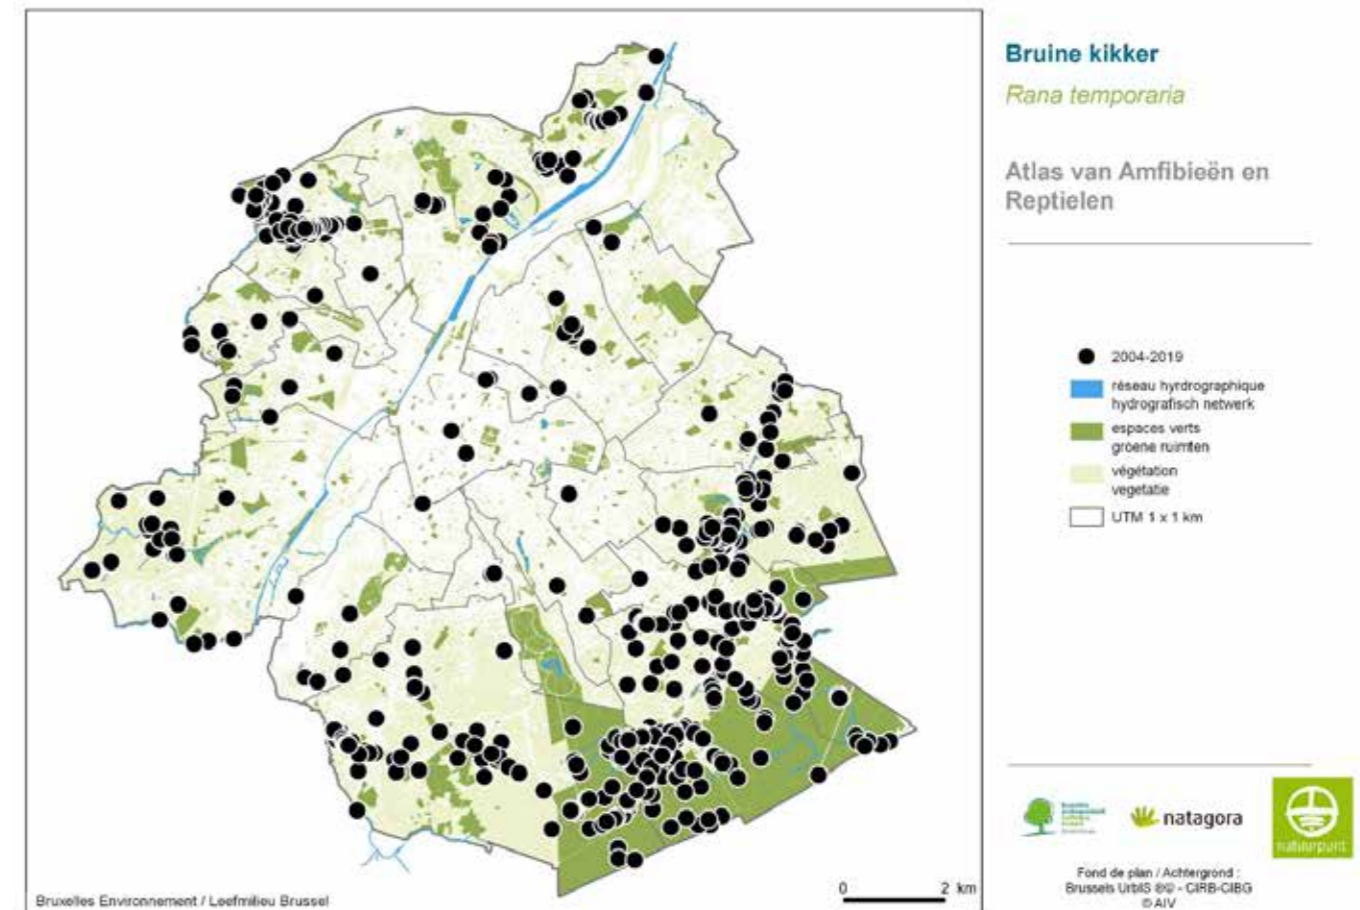 Bruine kikker
Rana temporaria
Atlas van Amfibieën en
Reptielen
2004-2019
réseau hyrdrographique
hydrografisch netwerk
espaces verts
groene ruimten
végétation
vegetatie
UTM 1 x 1 km
natagora
natuurpunt
Fond de plan / Achtergrond :
Brussels UrbIS ®© - CIRB-CIBG
© AIV
0 2 km
Bruxelles Environnement / Leefmilieu Brussel